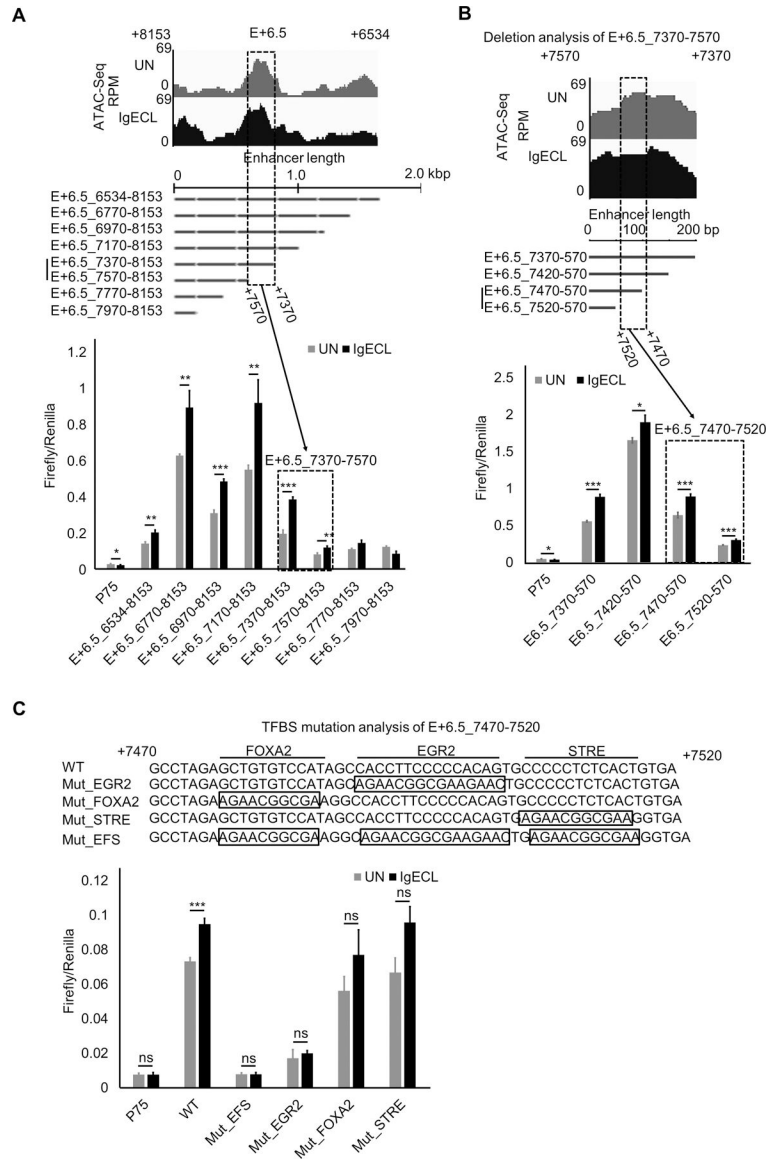 A
+8153
E+6.5
+6534
69
UN
0
69
IgECL
0
ATAC-Seq
RPM
Enhancer length
0
1.0
2.0 kbp
E+6.5_6534-8153
E+6.5_6770-8153
E+6.5_6970-8153
E+6.5_7170-8153
E+6.5_7370-8153
E+6.5_7570-8153
E+6.5_7770-8153
E+6.5_7970-8153
+7570
+7370
UN
IgECL
Firefly/Renilla
1.2
1
0.8
0.6
0.4
0.2
0
*
**
**
***
**
***
**
E+6.5_7370-7570
P75
E+6.5_6534-8153
E+6.5_6770-8153
E+6.5_6970-8153
E+6.5_7170-8153
E+6.5_7370-8153
E+6.5_7570-8153
E+6.5_7770-8153
E+6.5_7970-8153
B
Deletion analysis of E+6.5_7370-7570
+7570
+7370
69
UN
0
69
IgECL
0
ATAC-Seq
RPM
Enhancer length
0
100
200 bp
E+6.5_7370-570
E+6.5_7420-570
E+6.5_7470-570
E+6.5_7520-570
+7520
+7470
UN
IgECL
Firefly/Renilla
2.5
2
1.5
1
0.5
0
*
***
*
***
***
E+6.5_7470-7520
P75
E6.5_7370-570
E6.5_7420-570
E6.5_7470-570
E6.5_7520-570
C
TFBS mutation analysis of E+6.5_7470-7520
+7470
FOXA2
EGR2
STRE
+7520
WT GCCTAGAGCTGTGTCCATAGCCACCTTCCCCCACAGTGCCCCCTCTCACTGTGA
Mut_EGR2 GCCTAGAGCTGTGTCCATAGCAGAACGGCGAAGAACTGCCCCCTCTCACTGTGA
Mut_FOXA2 GCCTAGAAGAACGGCGAAGGCCACCTTCCCCCACAGTGCCCCCTCTCACTGTGA
Mut_STRE GCCTAGAGCTGTGTCCATAGCCACCTTCCCCCACAGTGAGAACGGCGAAGGTGA
Mut_EFS GCCTAGAAGAACGGCGAAGGCAGAACGGCGAAGAACTGAGAACGGCGAAGGTGA
UN
IgECL
Firefly/Renilla
0.12
0.1
0.08
0.06
0.04
0.02
0
ns
***
ns
ns
ns
ns
P75
WT
Mut_EFS
Mut_EGR2
Mut_FOXA2
Mut_STRE